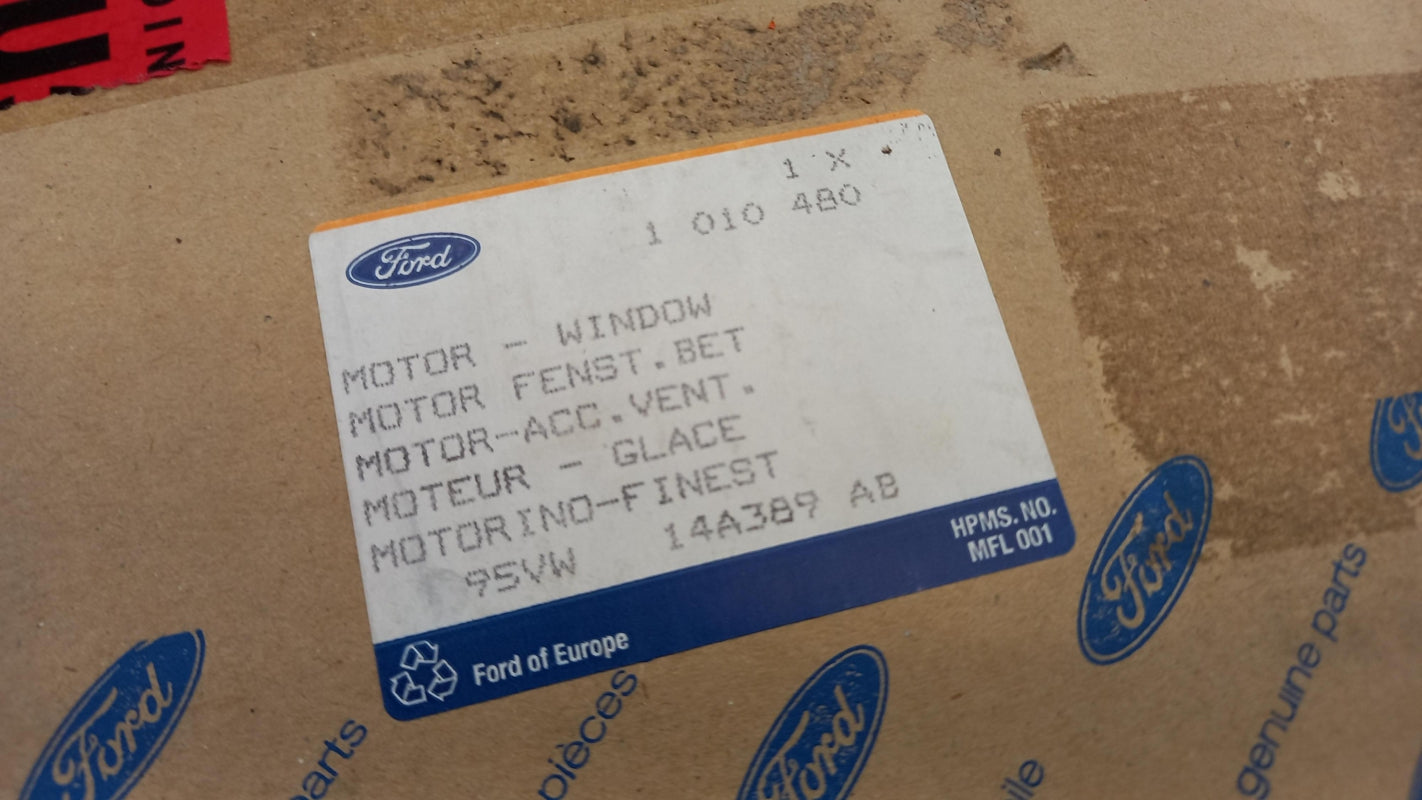 OIN
1 X
1 010 480
Ford
MOTOR - WINDOW
MOTOR FENST.BET
MOTOR-ACC.VENT.
MOTEUR - GLACE
MOTORINO-FINEST
95VW 14A389 AB
HPMS. NO.
MFL 001
Ford of Europe
Ford
Ford
Ford
parts
pièces
genuine parts